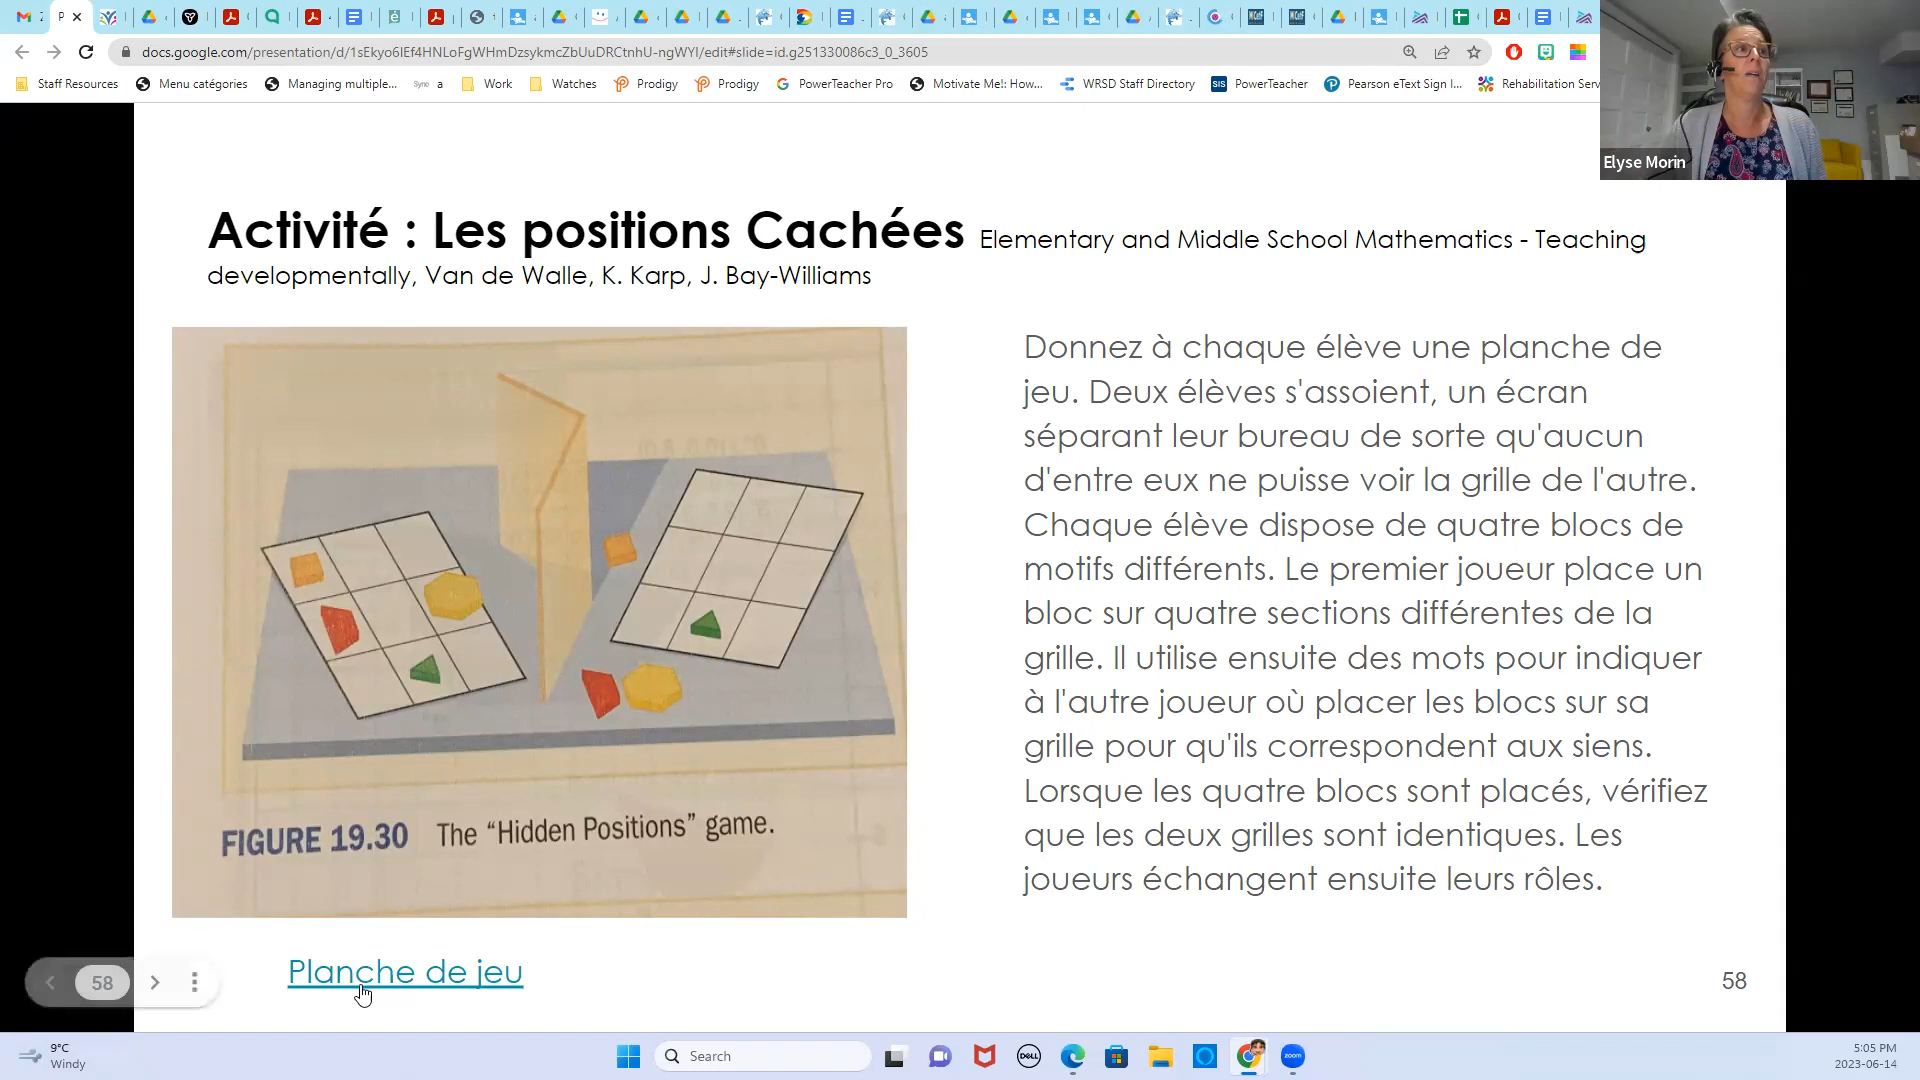 docs.google.com/presentation/d/1sEkyo6lEf4HNLoFgWHmDzsykmcZbUuDRCtnhU-ngWYI/edit#slide=id.g251330086c3_0_3605
Staff Resources
Menu catégories
Managing multiple...
Sync a
Work
Watches
Prodigy
Prodigy
PowerTeacher Pro
Motivate Me!: How...
WRSD Staff Directory
SIS PowerTeacher
Pearson eText Sign I...
Rehabilitation Serv
Elyse Morin
Activité : Les positions Cachées Elementary and Middle School Mathematics - Teaching
developmentally, Van de Walle, K. Karp, J. Bay-Williams
Donnez à chaque élève une planche de
jeu. Deux élèves s'assoient, un écran
séparant leur bureau de sorte qu'aucun
d'entre eux ne puisse voir la grille de l'autre.
Chaque élève dispose de quatre blocs de
motifs différents. Le premier joueur place un
bloc sur quatre sections différentes de la
grille. Il utilise ensuite des mots pour indiquer
à l'autre joueur où placer les blocs sur sa
grille pour qu'ils correspondent aux siens.
Lorsque les quatre blocs sont placés, vérifiez
que les deux grilles sont identiques. Les
joueurs échangent ensuite leurs rôles.
FIGURE 19.30 The “Hidden Positions” game.
Planche de jeu
58
58
9°C
Windy
Search
DELL
zoom
5:05 PM
2023-06-14